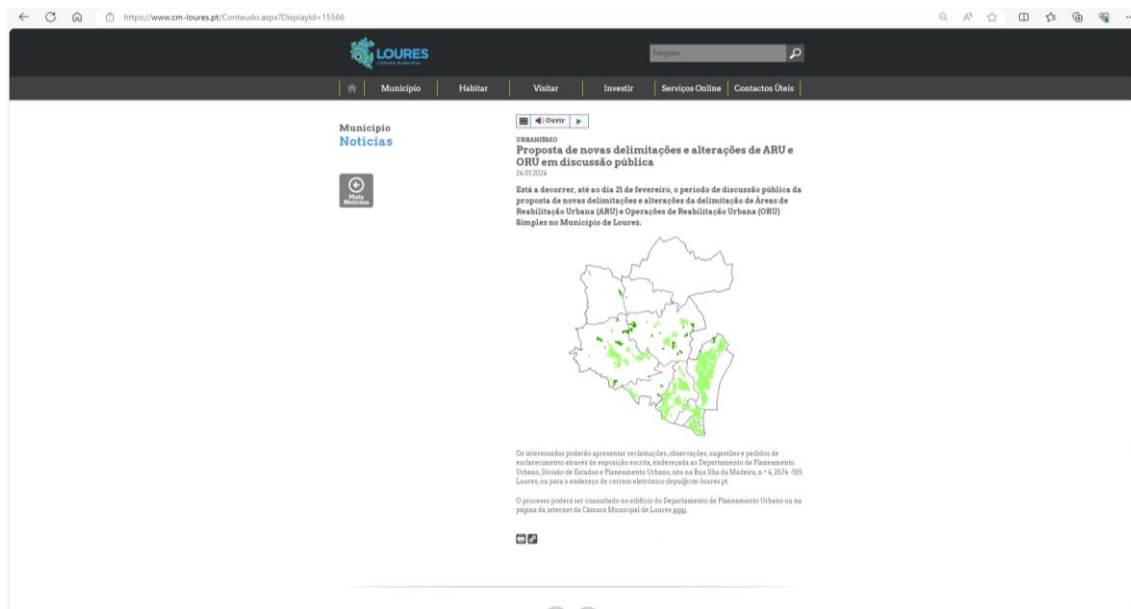 https://www.cm-loures.pt/Conteudo.aspx?DisplayId=15566
LOURES
CÂMARA MUNICIPAL
Pesquisa
Município
Habitar
Visitar
Investir
Serviços Online
Contactos Úteis
Município
Notícias
Mais
Notícias
Ouvir
URBANISMO
Proposta de novas delimitações e alterações de ARU e
ORU em discussão pública
24.01.2024
Está a decorrer, até ao dia 21 de fevereiro, o período de discussão pública da
proposta de novas delimitações e alterações da delimitação de Áreas de
Reabilitação Urbana (ARU) e Operações de Reabilitação Urbana (ORU)
Simples no Município de Loures.
Os interessados poderão apresentar reclamações, observações, sugestões e pedidos de
esclarecimento através de exposição escrita, endereçada ao Departamento de Planeamento
Urbano, Divisão de Estudos e Planeamento Urbano, sito na Rua Ilha da Madeira, n.º 4, 2674 -501
Loures, ou para o endereço de correio eletrónico depu@cm-loures.pt.
O processo poderá ser consultado no edifício do Departamento de Planeamento Urbano ou na
página da internet da Câmara Municipal de Loures aqui.